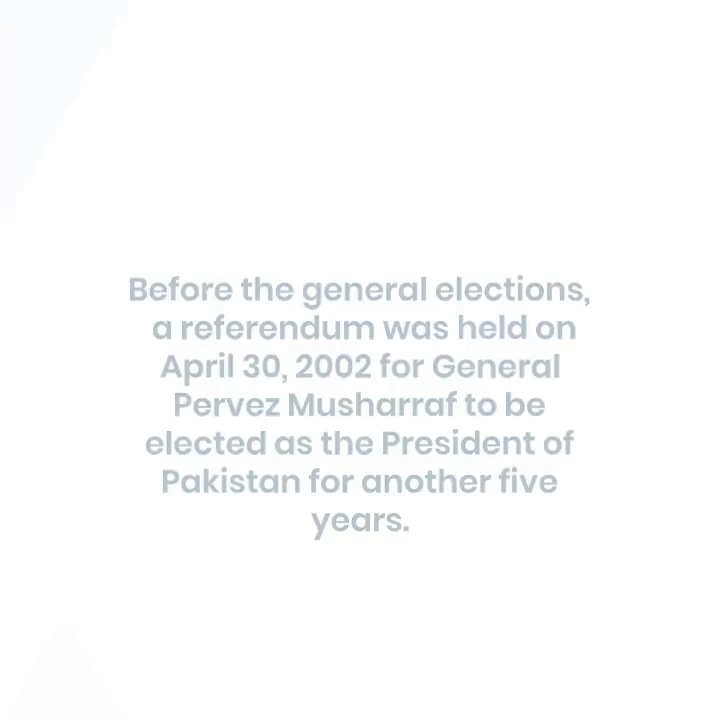 Before the general elections,
a referendum was held on
April 30, 2002 for General
Pervez Musharraf to be
elected as the President of
Pakistan for another five
years.